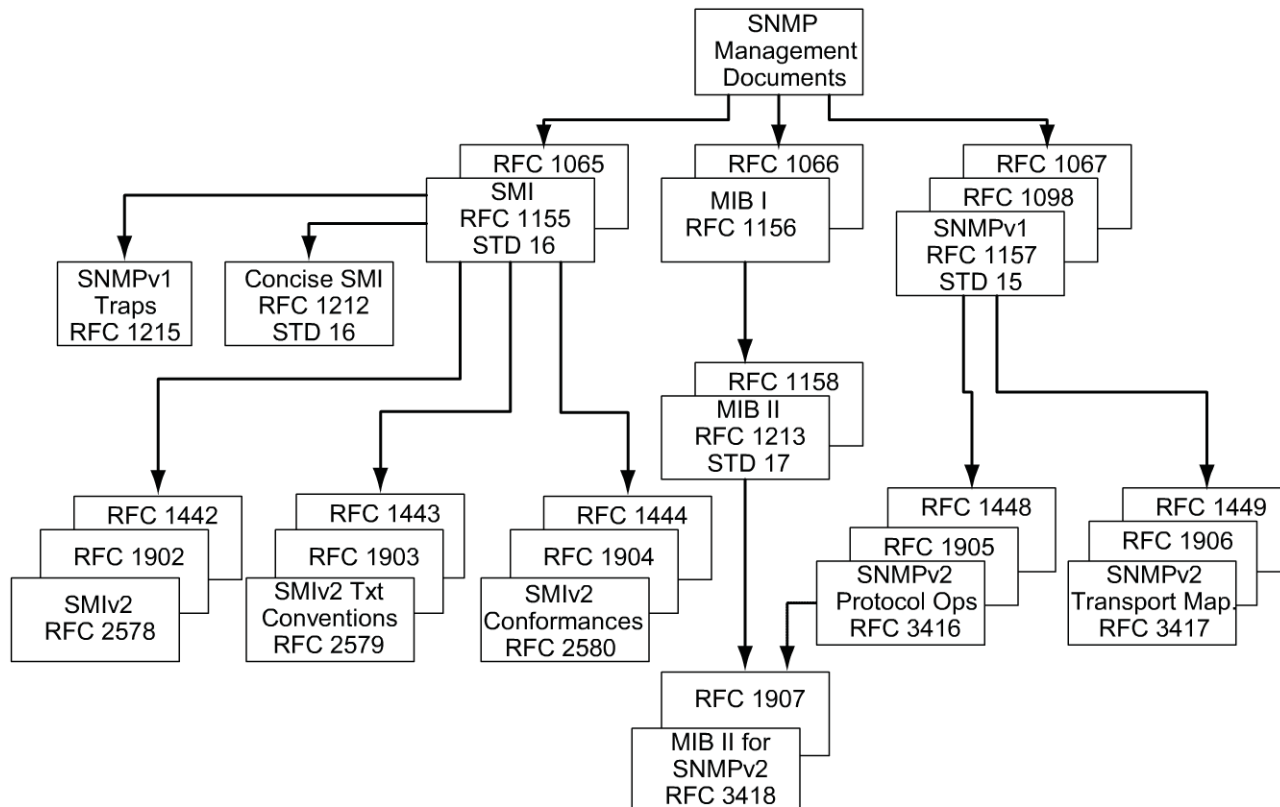 SNMP
Management
Documents
RFC 1065
SMI
RFC 1155
STD 16
RFC 1066
MIB I
RFC 1156
RFC 1067
RFC 1098
SNMPv1
RFC 1157
STD 15
SNMPv1
Traps
RFC 1215
Concise SMI
RFC 1212
STD 16
RFC 1158
MIB II
RFC 1213
STD 17
RFC 1442
RFC 1902
SMIv2
RFC 2578
RFC 1443
RFC 1903
SMIv2 Txt
Conventions
RFC 2579
RFC 1444
RFC 1904
SMIv2
Conformances
RFC 2580
RFC 1448
RFC 1905
SNMPv2
Protocol Ops
RFC 3416
RFC 1449
RFC 1906
SNMPv2
Transport Map.
RFC 3417
RFC 1907
MIB II for
SNMPv2
RFC 3418